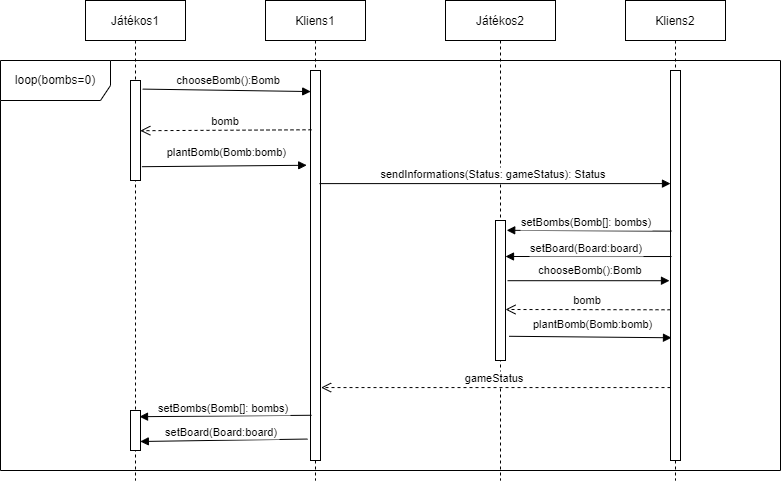 Játékos1
Kliens1
Játékos2
Kliens2
loop(bombs=0)
chooseBomb():Bomb
bomb
plantBomb(Bomb:bomb)
sendInformations(Status: gameStatus): Status
setBombs(Bomb[]: bombs)
setBoard(Board:board)
chooseBomb():Bomb
bomb
plantBomb(Bomb:bomb)
gameStatus
setBombs(Bomb[]: bombs)
setBoard(Board:board)